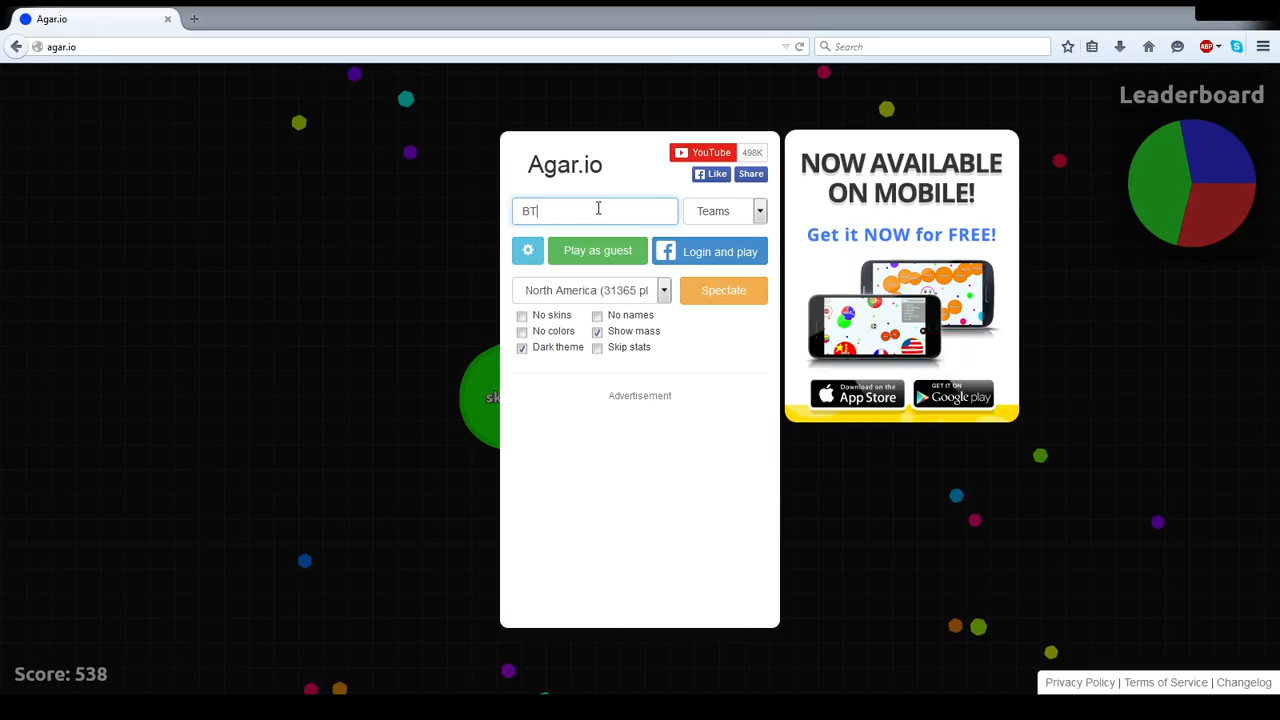 Agar.io
agar.io
Search
ABP
Leaderboard
Agar.io
YouTube 498K
Like Share
BT
Teams
Play as guest
Login and play
North America (31365 pl
Spectate
No skins No names
No colors Show mass
Dark theme Skip stats
Advertisement
NOW AVAILABLE
ON MOBILE!
Get it NOW for FREE!
Download on the
App Store
GET IT ON
Google play
sk
Score: 538
Privacy Policy | Terms of Service | Changelog